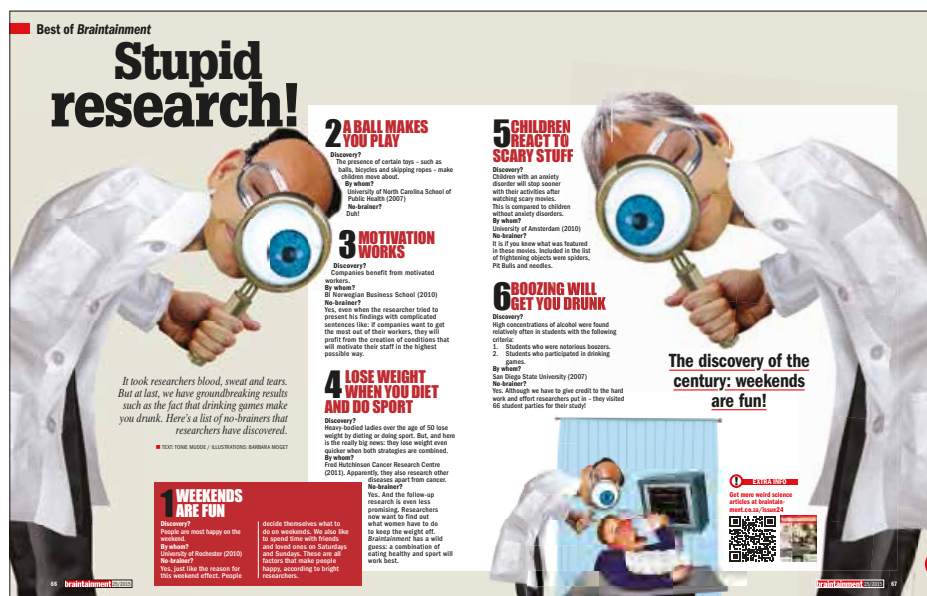 Best of Braintainment
Stupid
research!
It took researchers blood, sweat and tears.
But at last, we have groundbreaking results
such as the fact that drinking games make
you drunk. Here's a list of no-brainers that
researchers have discovered.
TEXT: TONIE MUDDE / ILLUSTRATIONS: BARBARA MOGET
1 WEEKENDS
ARE FUN
Discovery?
People are most happy on the
weekend.
By whom?
University of Rochester (2010)
No-brainer?
Yes, just like the reason for
this weekend effect. People
decide themselves what to
do on weekends. We also like
to spend time with friends
and loved ones on Saturdays
and Sundays. These are all
factors that make people
happy, according to bright
researchers.
2 A BALL MAKES
YOU PLAY
Discovery?
The presence of certain toys – such as
balls, bicycles and skipping ropes – make
children move about.
By whom?
University of North Carolina School of
Public Health (2007)
No-brainer?
Duh!
3 MOTIVATION
WORKS
Discovery?
Companies benefit from motivated
workers.
By whom?
BI Norwegian Business School (2010)
No-brainer?
Yes, even when the researcher tried to
present his findings with complicated
sentences like: if companies want to get
the most out of their workers, they will
profit from the creation of conditions that
will motivate their staff in the highest
possible way.
4 LOSE WEIGHT
WHEN YOU DIET
AND DO SPORT
Discovery?
Heavy-bodied ladies over the age of 50 lose
weight by dieting or doing sport. But, and here
is the really big news: they lose weight even
quicker when both strategies are combined.
By whom?
Fred Hutchinson Cancer Research Centre
(2011). Apparently, they also research other
diseases apart from cancer.
No-brainer?
Yes. And the follow-up
research is even less
promising. Researchers
now want to find out
what women have to do
to keep the weight off.
Braintainment has a wild
guess: a combination of
eating healthy and sport will
work best.
5 CHILDREN
REACT TO
SCARY STUFF
Discovery?
Children with an anxiety
disorder will stop sooner
with their activities after
watching scary movies.
This is compared to children
without anxiety disorders.
By whom?
University of Amsterdam (2010)
No-brainer?
It is if you knew what was featured
in these movies. Included in the list
of frightening objects were spiders,
Pit Bulls and needles.
6 BOOZING WILL
GET YOU DRUNK
Discovery?
High concentrations of alcohol were found
relatively often in students with the following
criteria:
1. Students who were notorious boozers.
2. Students who participated in drinking
games.
By whom?
San Diego State University (2007)
No-brainer?
Yes. Although we have to give credit to the hard
work and effort researchers put in – they visited
66 student parties for their study!
The discovery of the
century: weekends
are fun!
EXTRA INFO
Get more weird science
articles at braintain-
ment.co.za/issue24
66 braintainment 25/2015
braintainment 25/2015 67